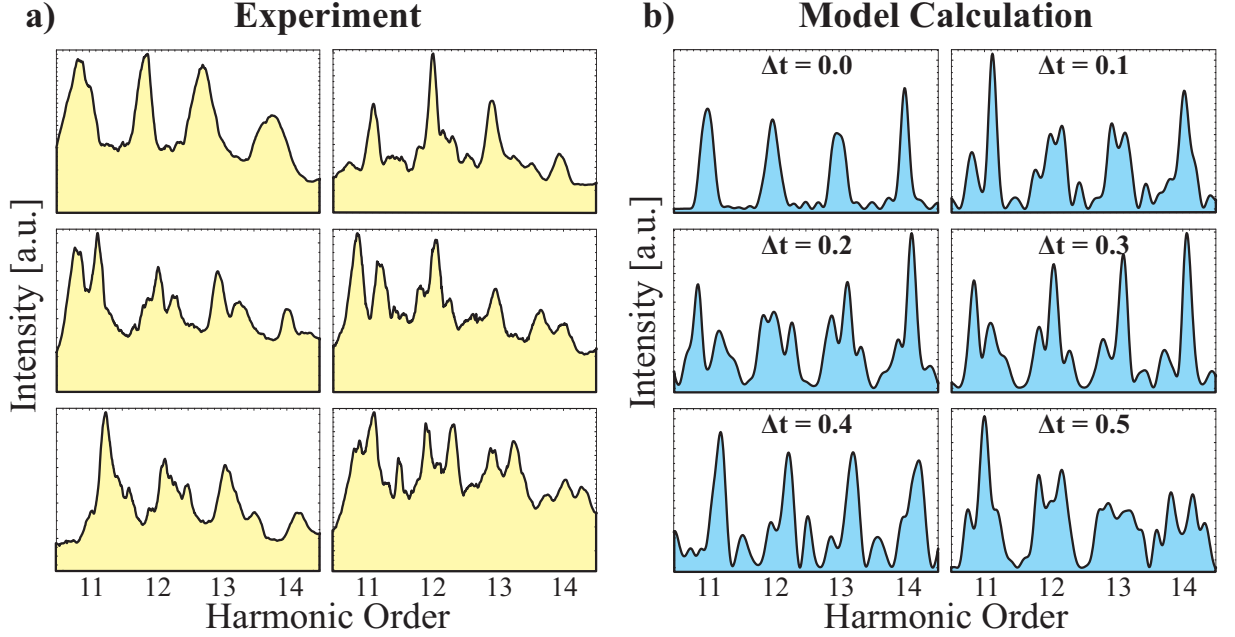 a) Experiment
b) Model Calculation
Intensity [a.u.]
Intensity [a.u.]
Δt = 0.0
Δt = 0.1
Δt = 0.2
Δt = 0.3
Δt = 0.4
Δt = 0.5
11 12 13 14 11 12 13 14
Harmonic Order
11 12 13 14 11 12 13 14
Harmonic Order